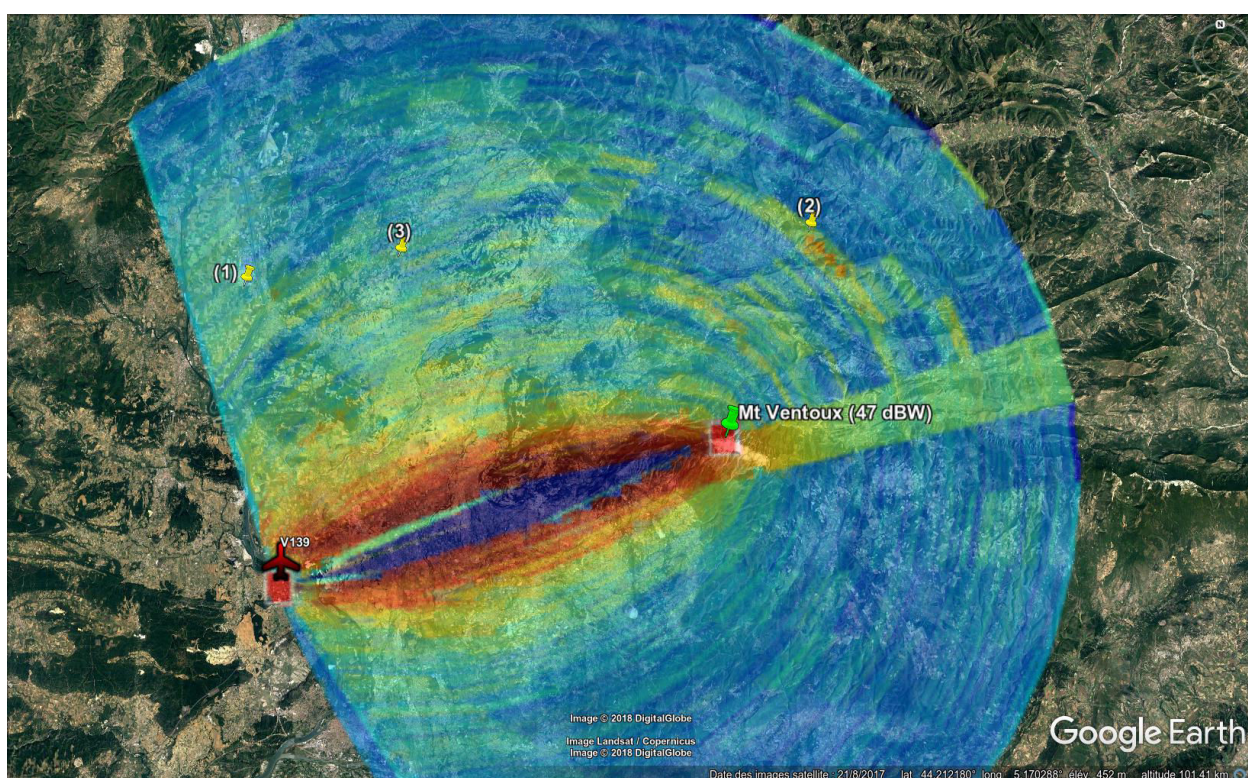 N
(2)
(3)
(1)
Mt Ventoux (47 dBW)
V139
Image © 2018 DigitalGlobe
Image Landsat / Copernicus
Image © 2018 DigitalGlobe
Google Earth
Date des images satellite : 21/8/2017 lat. 44.212180° long. 5.170288° élév. 452 m altitude 101.41 km